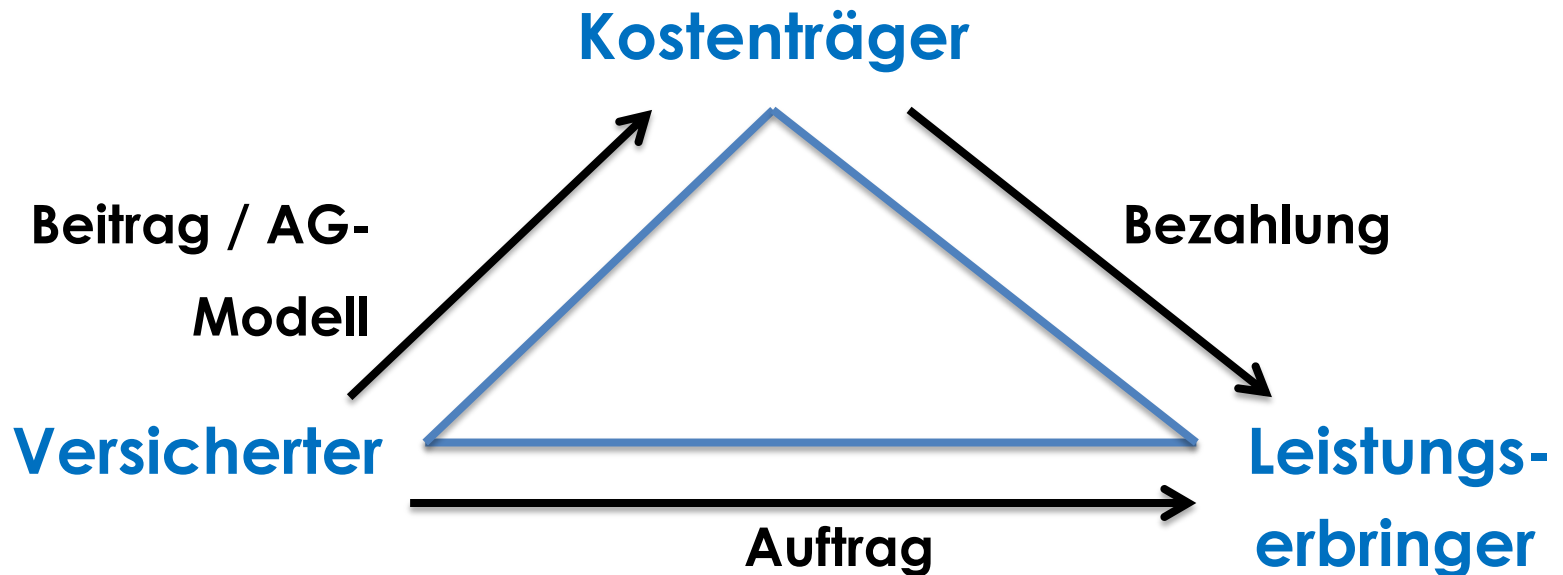 Kostenträger
Beitrag / AG-
Modell
Bezahlung
Versicherter
Leistungs-
erbringer
Auftrag